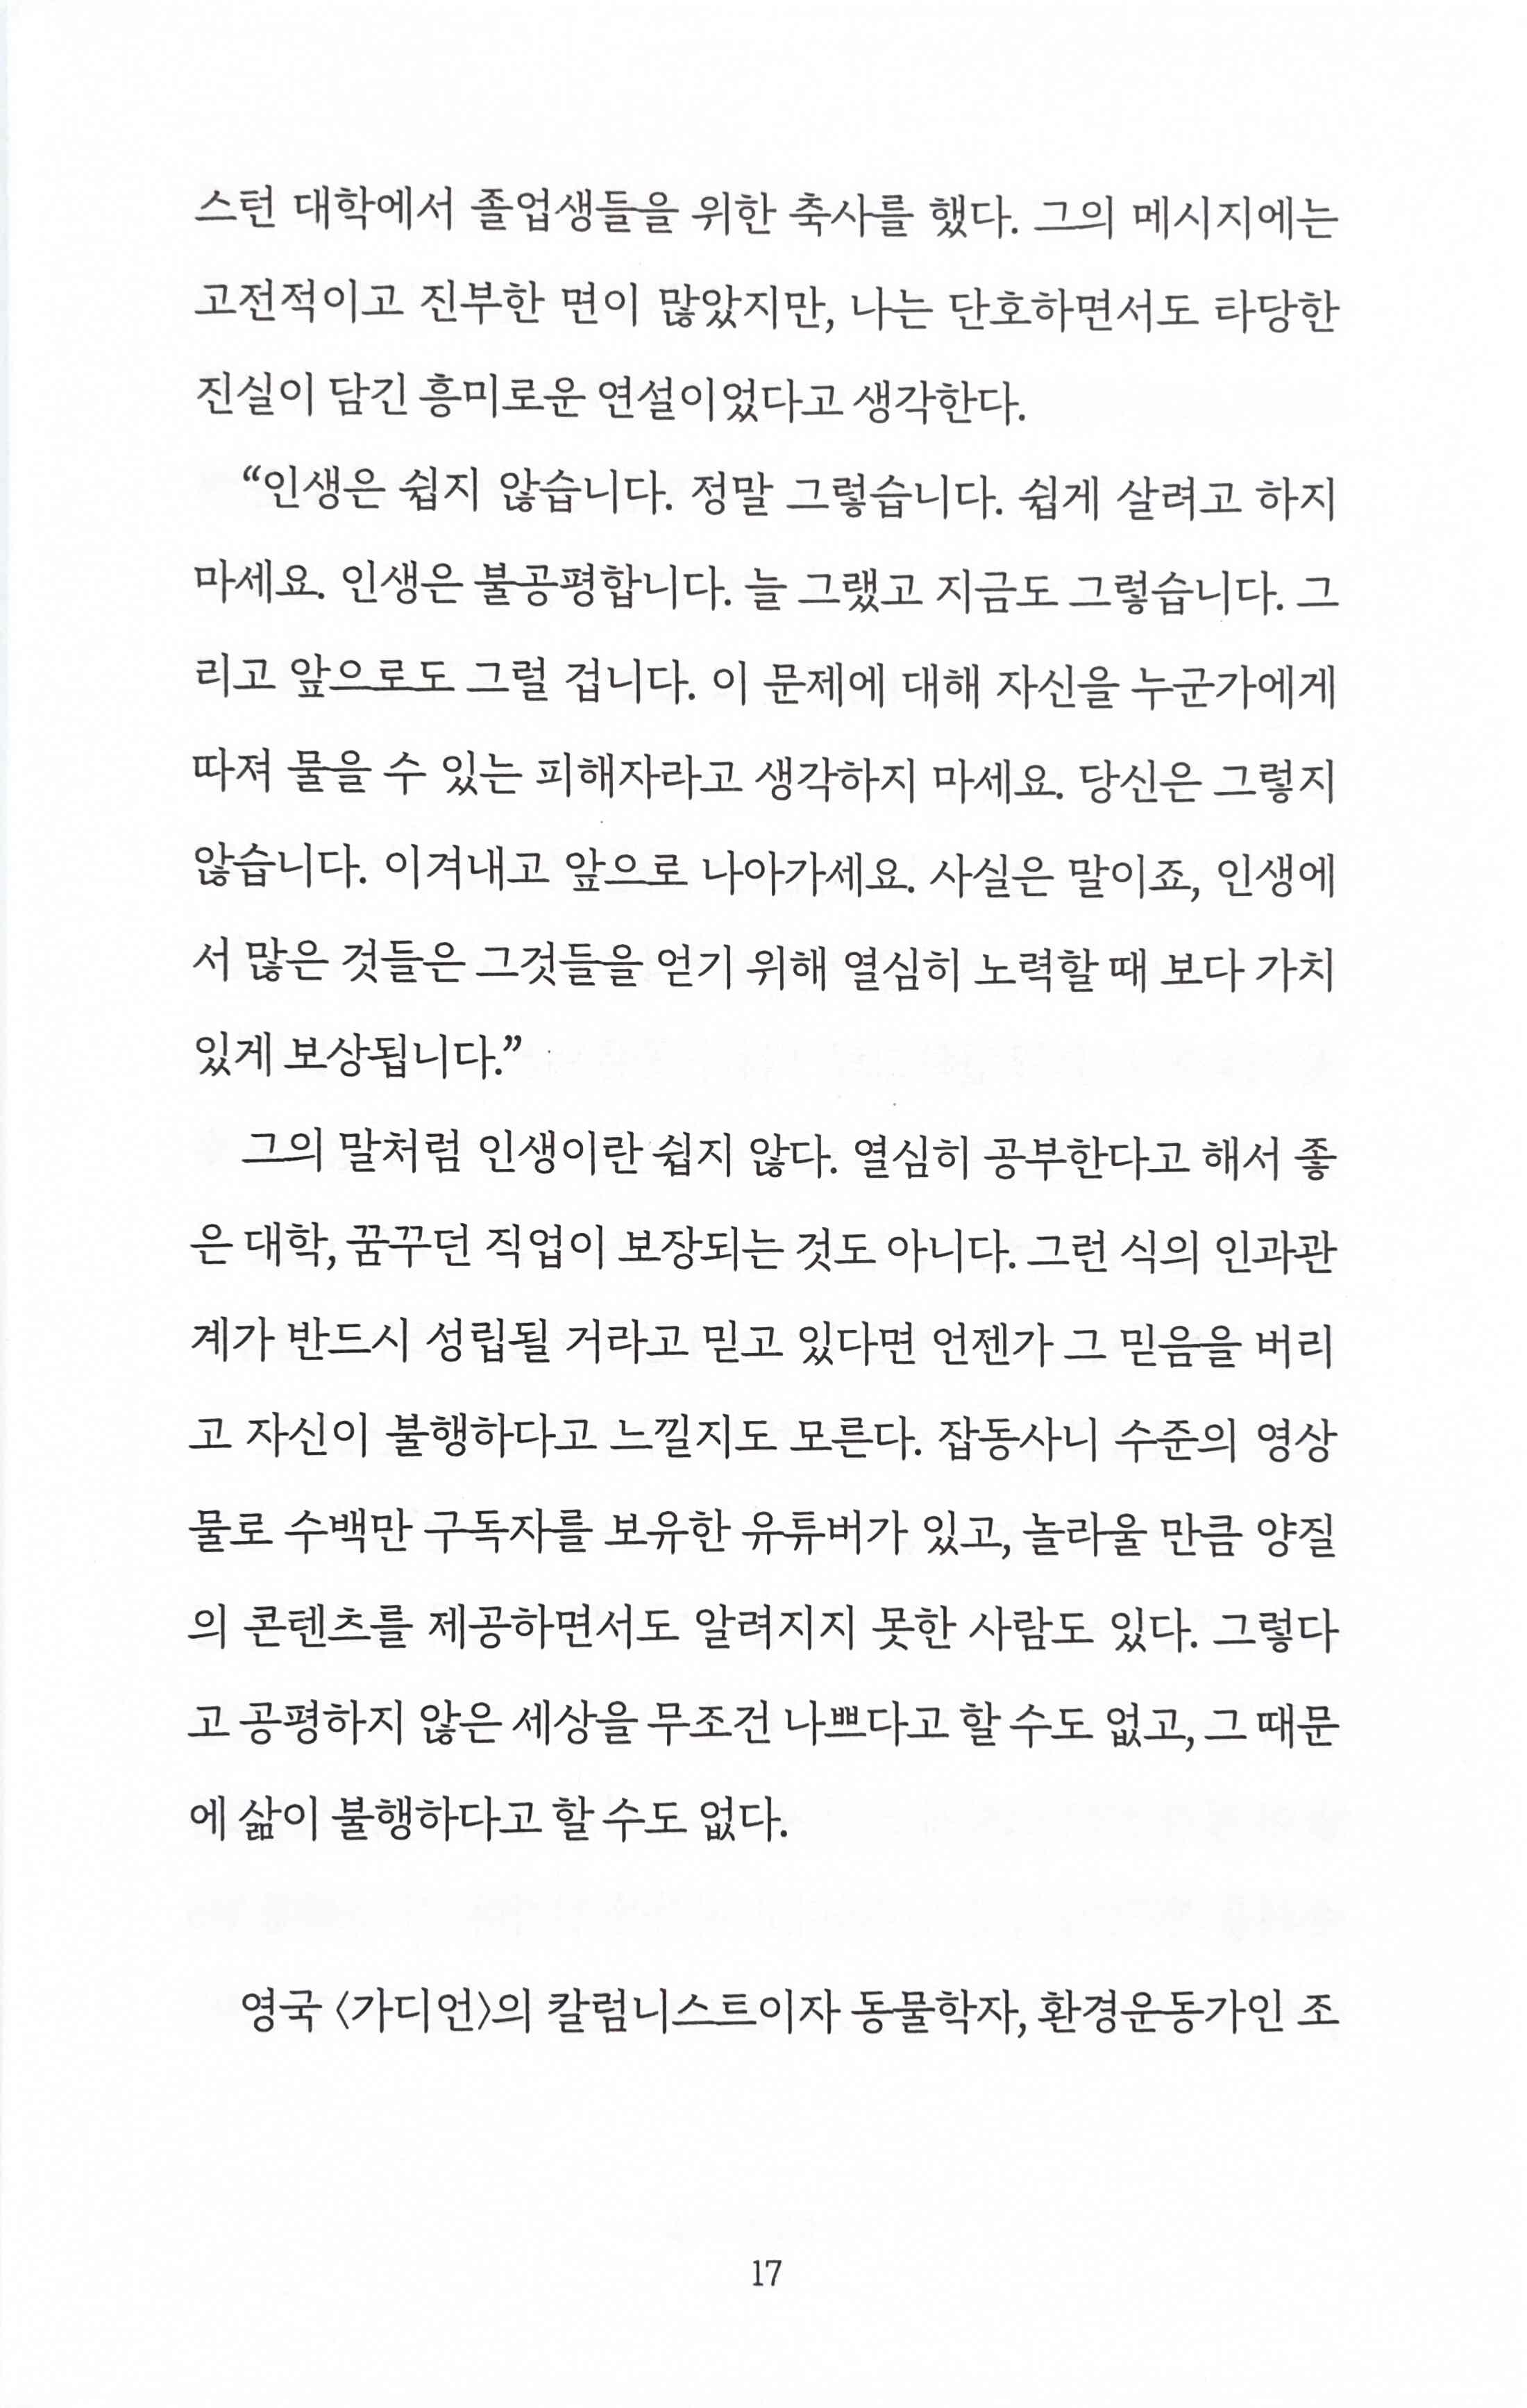 스턴 대학에서 졸업생들을 위한 축사를 했다. 그의 메시지에는
고전적이고 진부한 면이 많았지만, 나는 단호하면서도 타당한
진실이 담긴 흥미로운 연설이었다고 생각한다.
“인생은 쉽지 않습니다. 정말 그렇습니다. 쉽게 살려고 하지
마세요. 인생은 불공평합니다. 늘 그랬고 지금도 그렇습니다. 그
리고 앞으로도 그럴 겁니다. 이 문제에 대해 자신을 누군가에게
따져 물을 수 있는 피해자라고 생각하지 마세요. 당신은 그렇지
않습니다. 이겨내고 앞으로 나아가세요. 사실은 말이죠, 인생에
서 많은 것들은 그것들을 얻기 위해 열심히 노력할 때 보다 가치
있게 보상됩니다.”
그의 말처럼 인생이란 쉽지 않다. 열심히 공부한다고 해서 좋
은 대학, 꿈꾸던 직업이 보장되는 것도 아니다. 그런 식의 인과관
계가 반드시 성립될 거라고 믿고 있다면 언젠가 그 믿음을 버리
고 자신이 불행하다고 느낄지도 모른다. 잡동사니 수준의 영상
물로 수백만 구독자를 보유한 유튜버가 있고, 놀라울 만큼 양질
의 콘텐츠를 제공하면서도 알려지지 못한 사람도 있다. 그렇다
고 공평하지 않은 세상을 무조건 나쁘다고 할 수도 없고, 그 때문
에 삶이 불행하다고 할 수도 없다.
영국 〈가디언〉의 칼럼니스트이자 동물학자, 환경운동가인 조
17